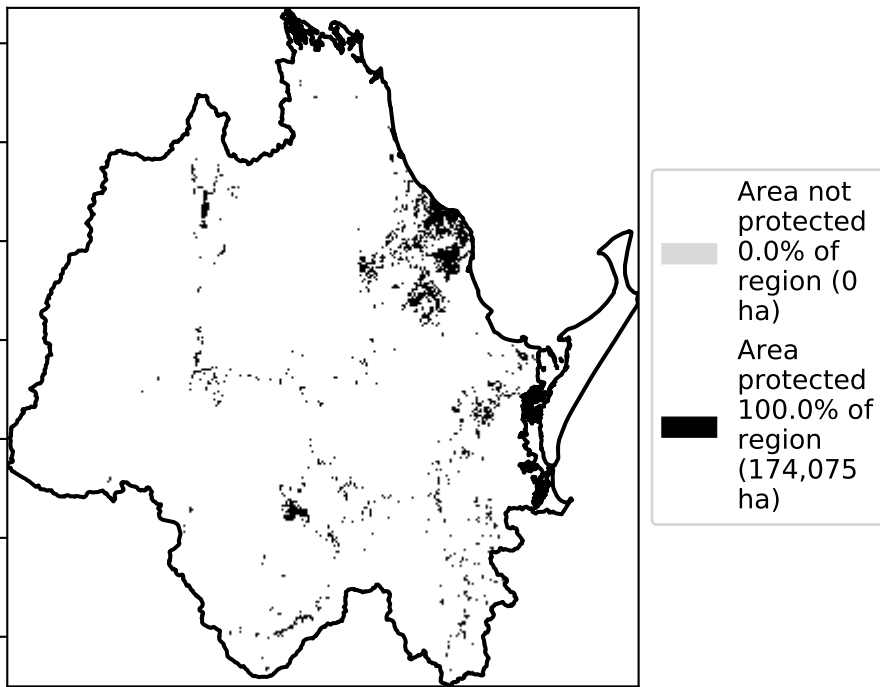 Area not
protected
0.0% of
region (0
ha)
Area
protected
100.0% of
region
(174,075
ha)